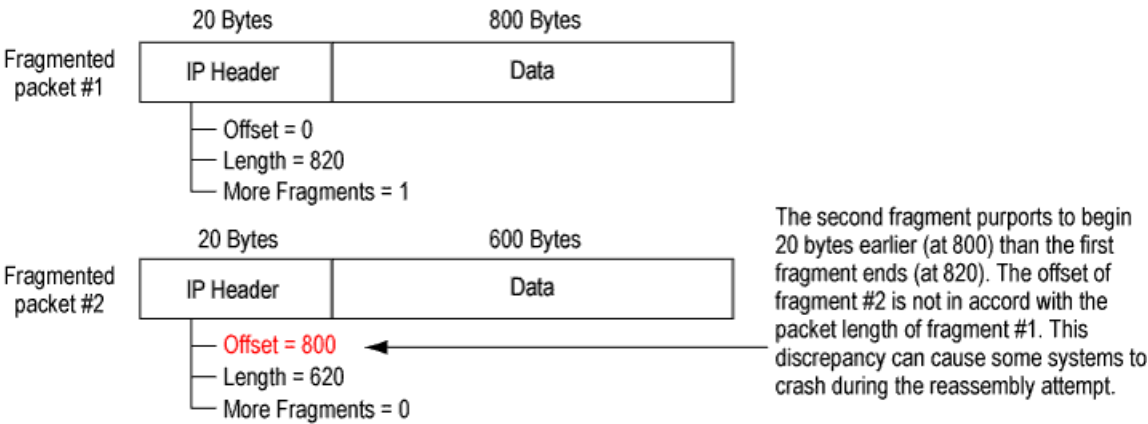 20 Bytes 800 Bytes
Fragmented
packet #1
IP Header Data
Offset = 0
Length = 820
More Fragments = 1
20 Bytes 600 Bytes
Fragmented
packet #2
IP Header Data
Offset = 800
Length = 620
More Fragments = 0
The second fragment purports to begin
20 bytes earlier (at 800) than the first
fragment ends (at 820). The offset of
fragment #2 is not in accord with the
packet length of fragment #1. This
discrepancy can cause some systems to
crash during the reassembly attempt.